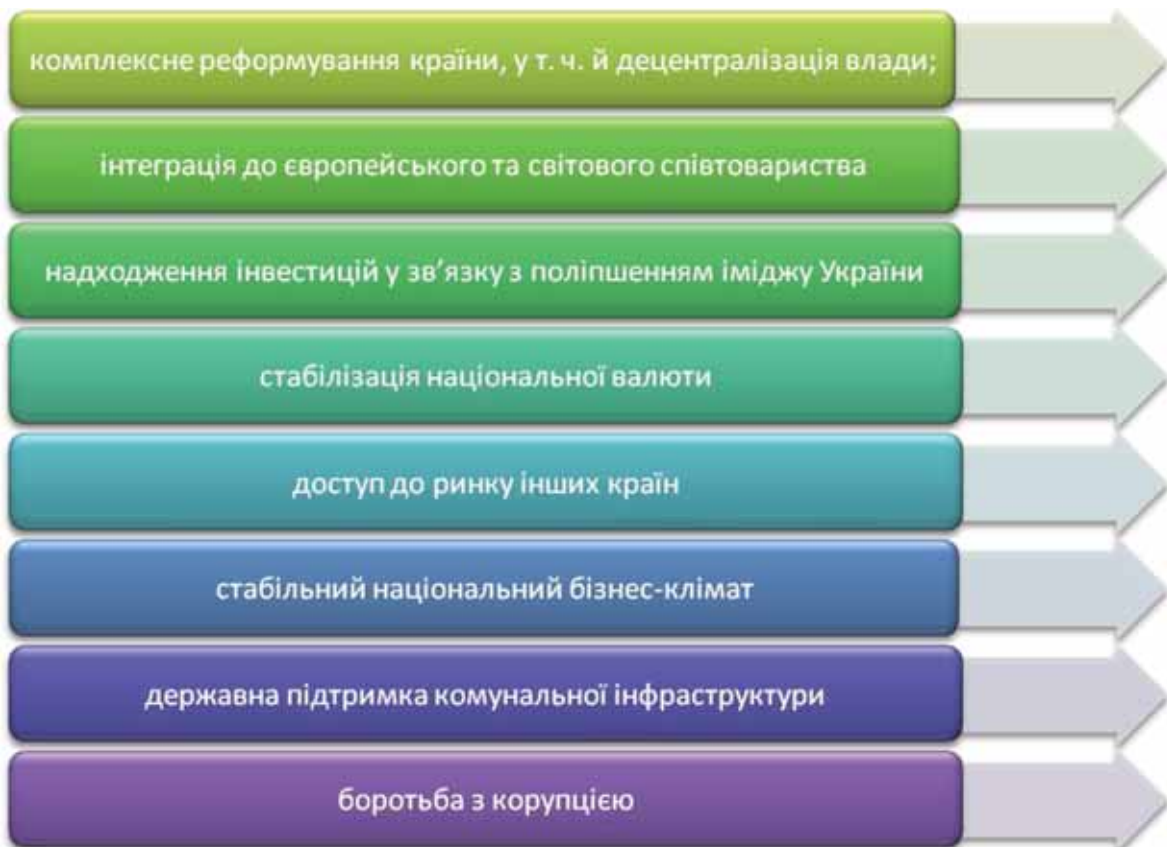 комплексне реформування країни, у т. ч. й децентралізація влади;
інтеграція до європейського та світового співтовариства
надходження інвестицій у зв’язку з поліпшенням іміджу України
стабілізація національної валюти
доступ до ринку інших країн
стабільний національний бізнес-клімат
державна підтримка комунальної інфраструктури
боротьба з корупцією